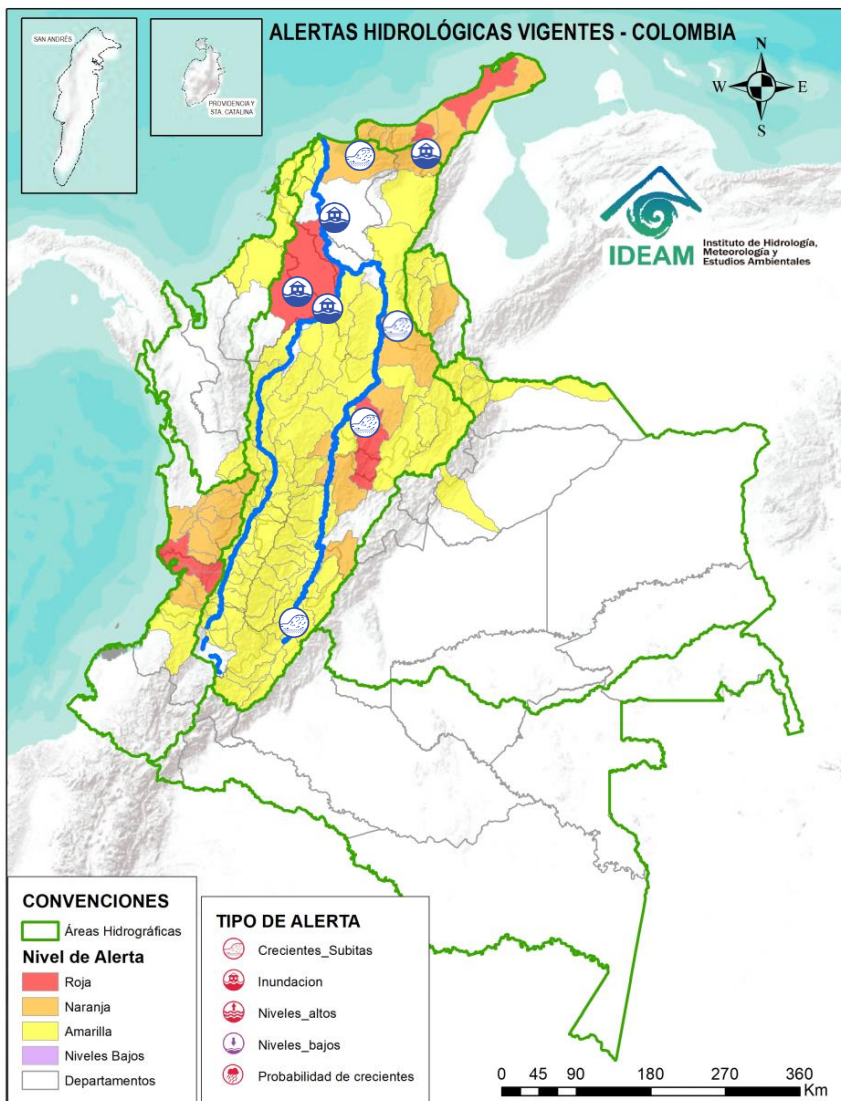 ALERTAS HIDROLÓGICAS VIGENTES - COLOMBIA
SAN ANDRÉS
PROVIDENCIA Y
STA. CATALINA
N
W
E
S
IDEAM
Instituto de Hidrología,
Meteorología y
Estudios Ambientales
CONVENCIONES
Áreas Hidrográficas
Nivel de Alerta
Roja
Naranja
Amarilla
Niveles Bajos
Departamentos
TIPO DE ALERTA
Crecientes_Subitas
Inundacion
Niveles_altos
Niveles_bajos
Probabilidad de crecientes
0 45 90 180 270 360
Km